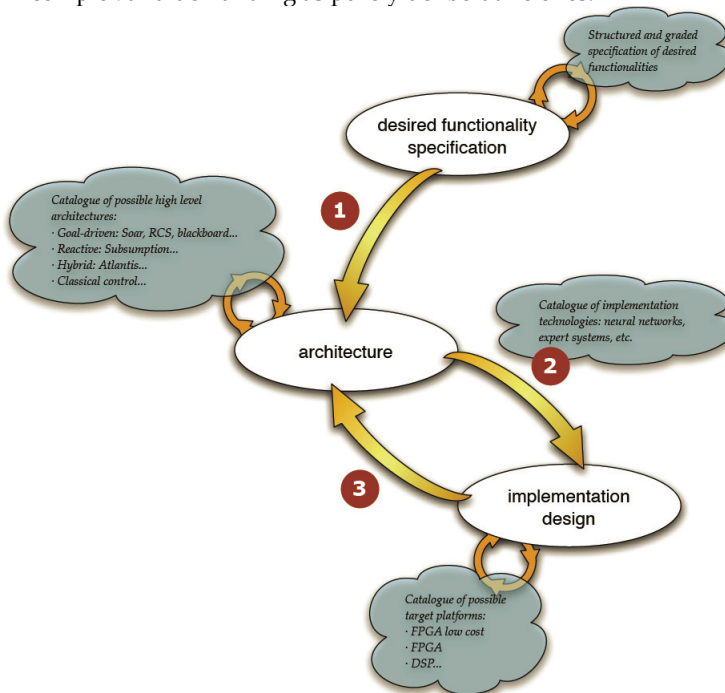 Structured and graded
specification of desired
functionalities
desired functionality
specification
Catalogue of possible high level
architectures:
· Goal-driven: Soar, RCS, blackboard...
· Reactive: Subsumption...
· Hybrid: Atlantis...
· Classical control...
1
Catalogue of implementation
technologies: neural networks,
expert systems, etc.
architecture
2
3
implementation
design
Catalogue of possible
target platforms:
· FPGA low cost
· FPGA
· DSP...